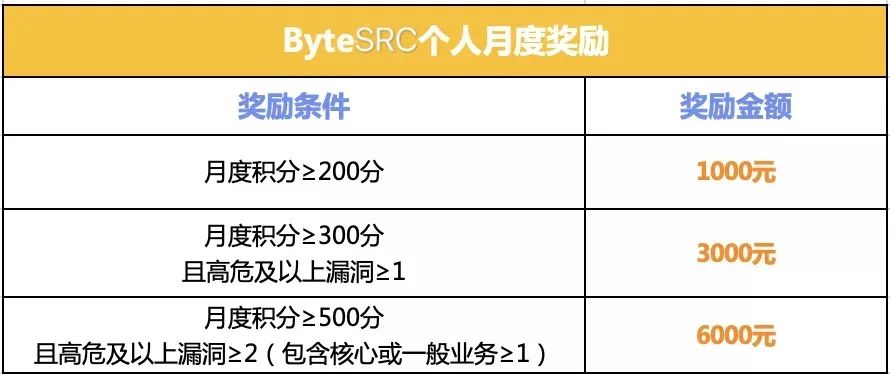 ByteSRC个人月度奖励
奖励条件
奖励金额
月度积分≥200分
1000元
月度积分≥300分
且高危及以上漏洞≥1
3000元
月度积分≥500分
且高危及以上漏洞≥2（包含核心或一般业务≥1）
6000元